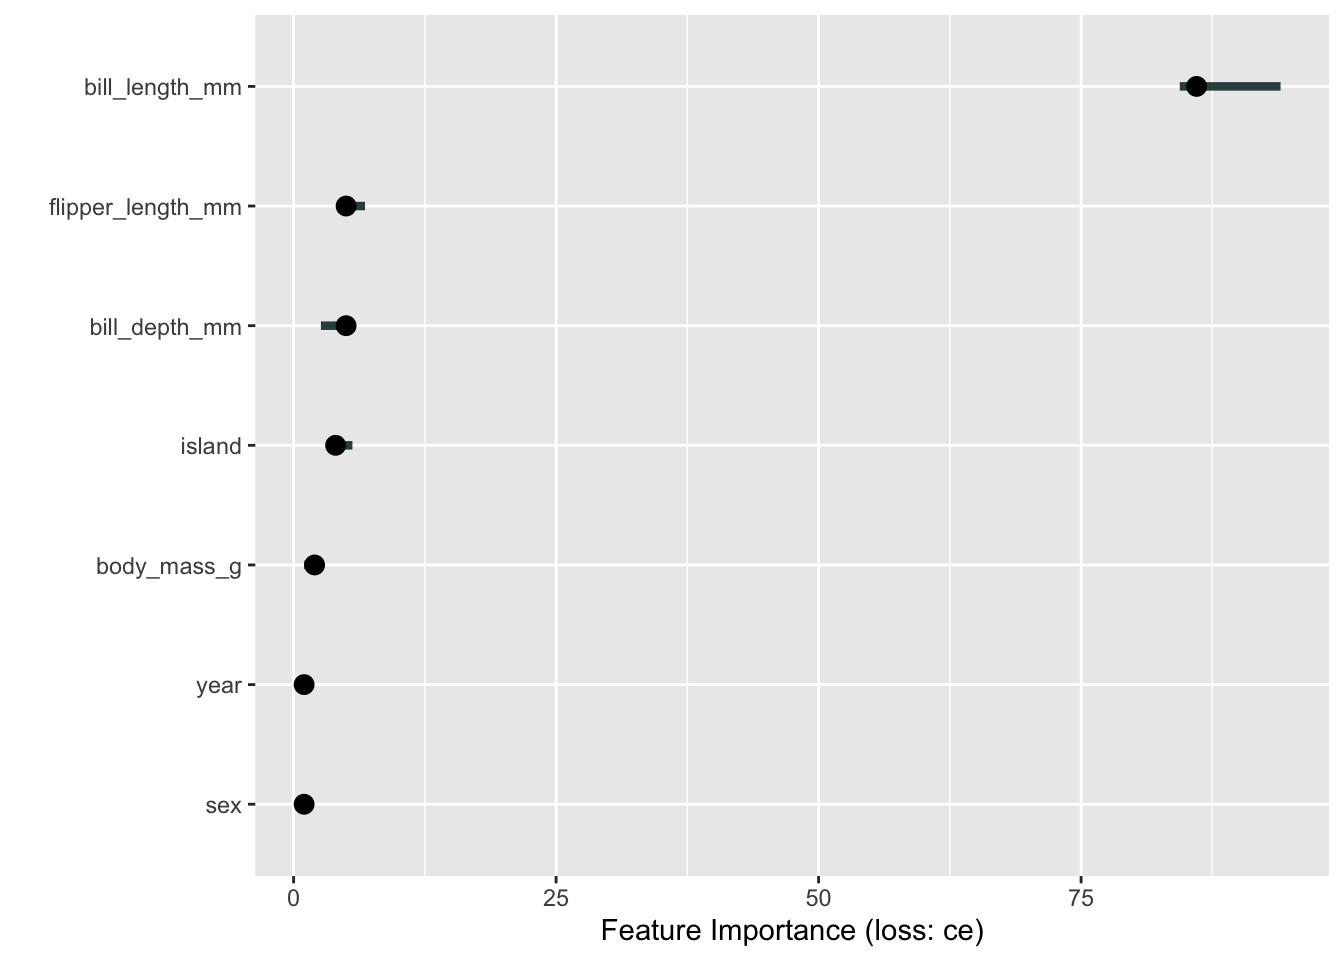 bill_length_mm
flipper_length_mm
bill_depth_mm
island
body_mass_g
year
sex
0 25 50 75
Feature Importance (loss: ce)